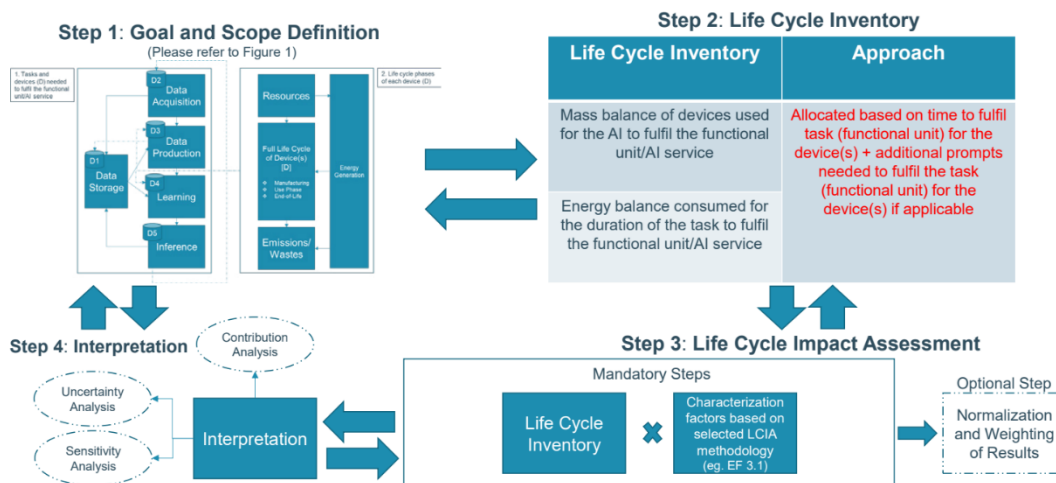 Step 1: Goal and Scope Definition
(Please refer to Figure 1)
1. Tasks and
devices (D) needed
to fulfil the functional
unit/AI service
D2
Data
Acquisition
D3
Data
Production
D1
Data
Storage
D4
Learning
D5
Inference
2. Life cycle phases
of each device (D)
Resources
Full Life Cycle
of Device(s)
[D]
Manufacturing
Use Phase
End of Life
Energy
Generation
Emissions/
Wastes
Step 2: Life Cycle Inventory
Life Cycle Inventory
Approach
Mass balance of devices used
for the AI to fulfil the functional
unit/AI service
Energy balance consumed for
the duration of the task to fulfil
the functional unit/AI service
Allocated based on time to fulfil
task (functional unit) for the
device(s) + additional prompts
needed to fulfil the task
(functional unit) for the
device(s) if applicable
Step 4: Interpretation
Contribution
Analysis
Uncertainty
Analysis
Sensitivity
Analysis
Interpretation
Step 3: Life Cycle Impact Assessment
Mandatory Steps
Life Cycle
Inventory
Characterization
factors based on
selected LCIA
methodology
(eg. EF 3.1)
Optional Step
Normalization
and Weighting
of Results